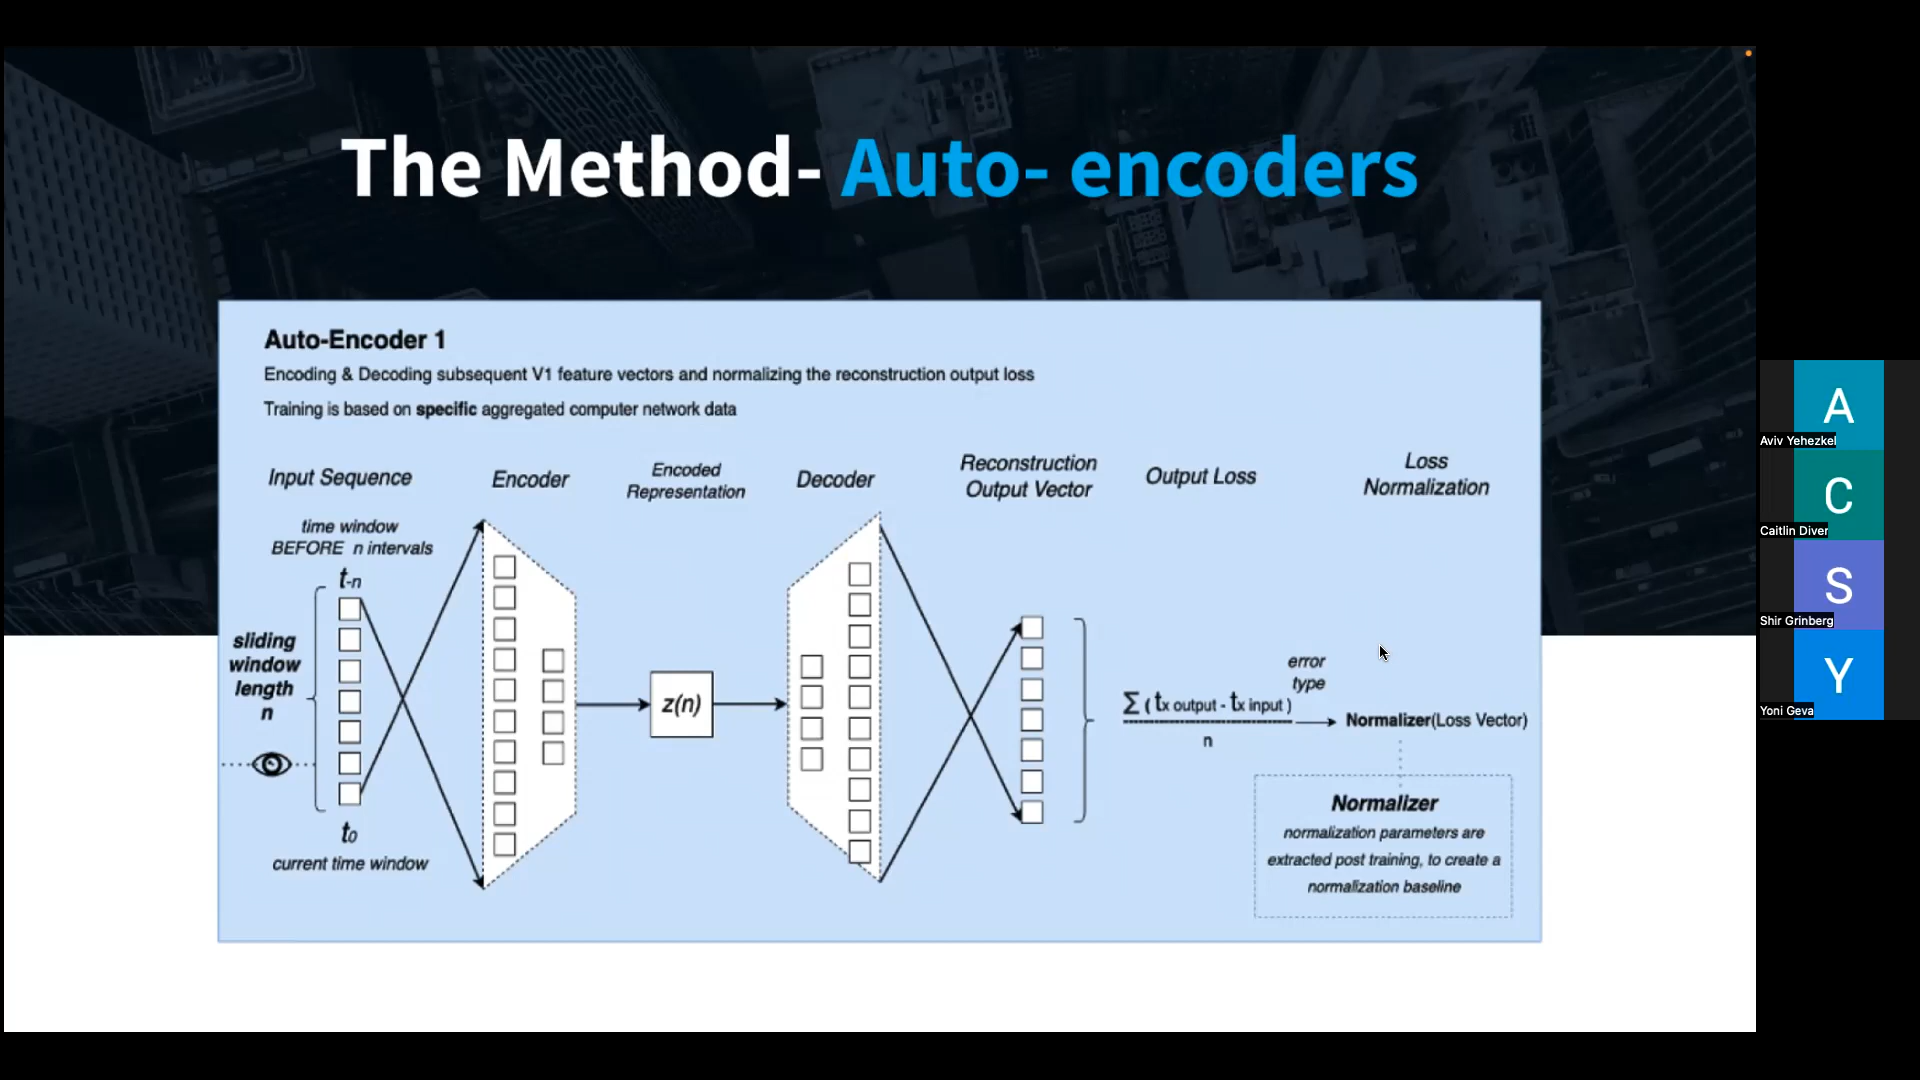 The Method- Auto- encoders
Auto-Encoder 1
Encoding & Decoding subsequent V1 feature vectors and normalizing the reconstruction output loss
Training is based on specific aggregated computer network data
Input Sequence
Encoder
Encoded
Representation
Decoder
Reconstruction
Output Vector
Output Loss
Loss
Normalization
time window
BEFORE n intervals
t-n
sliding
window
length
n
t0
current time window
z(n)
∑ ( tx output - tx input )
n
error
type
Normalizer(Loss Vector)
Normalizer
normalization parameters are
extracted post training, to create a
normalization baseline
A
Aviv Yehezkel
C
Caitlin Diver
S
Shir Grinberg
Y
Yoni Geva